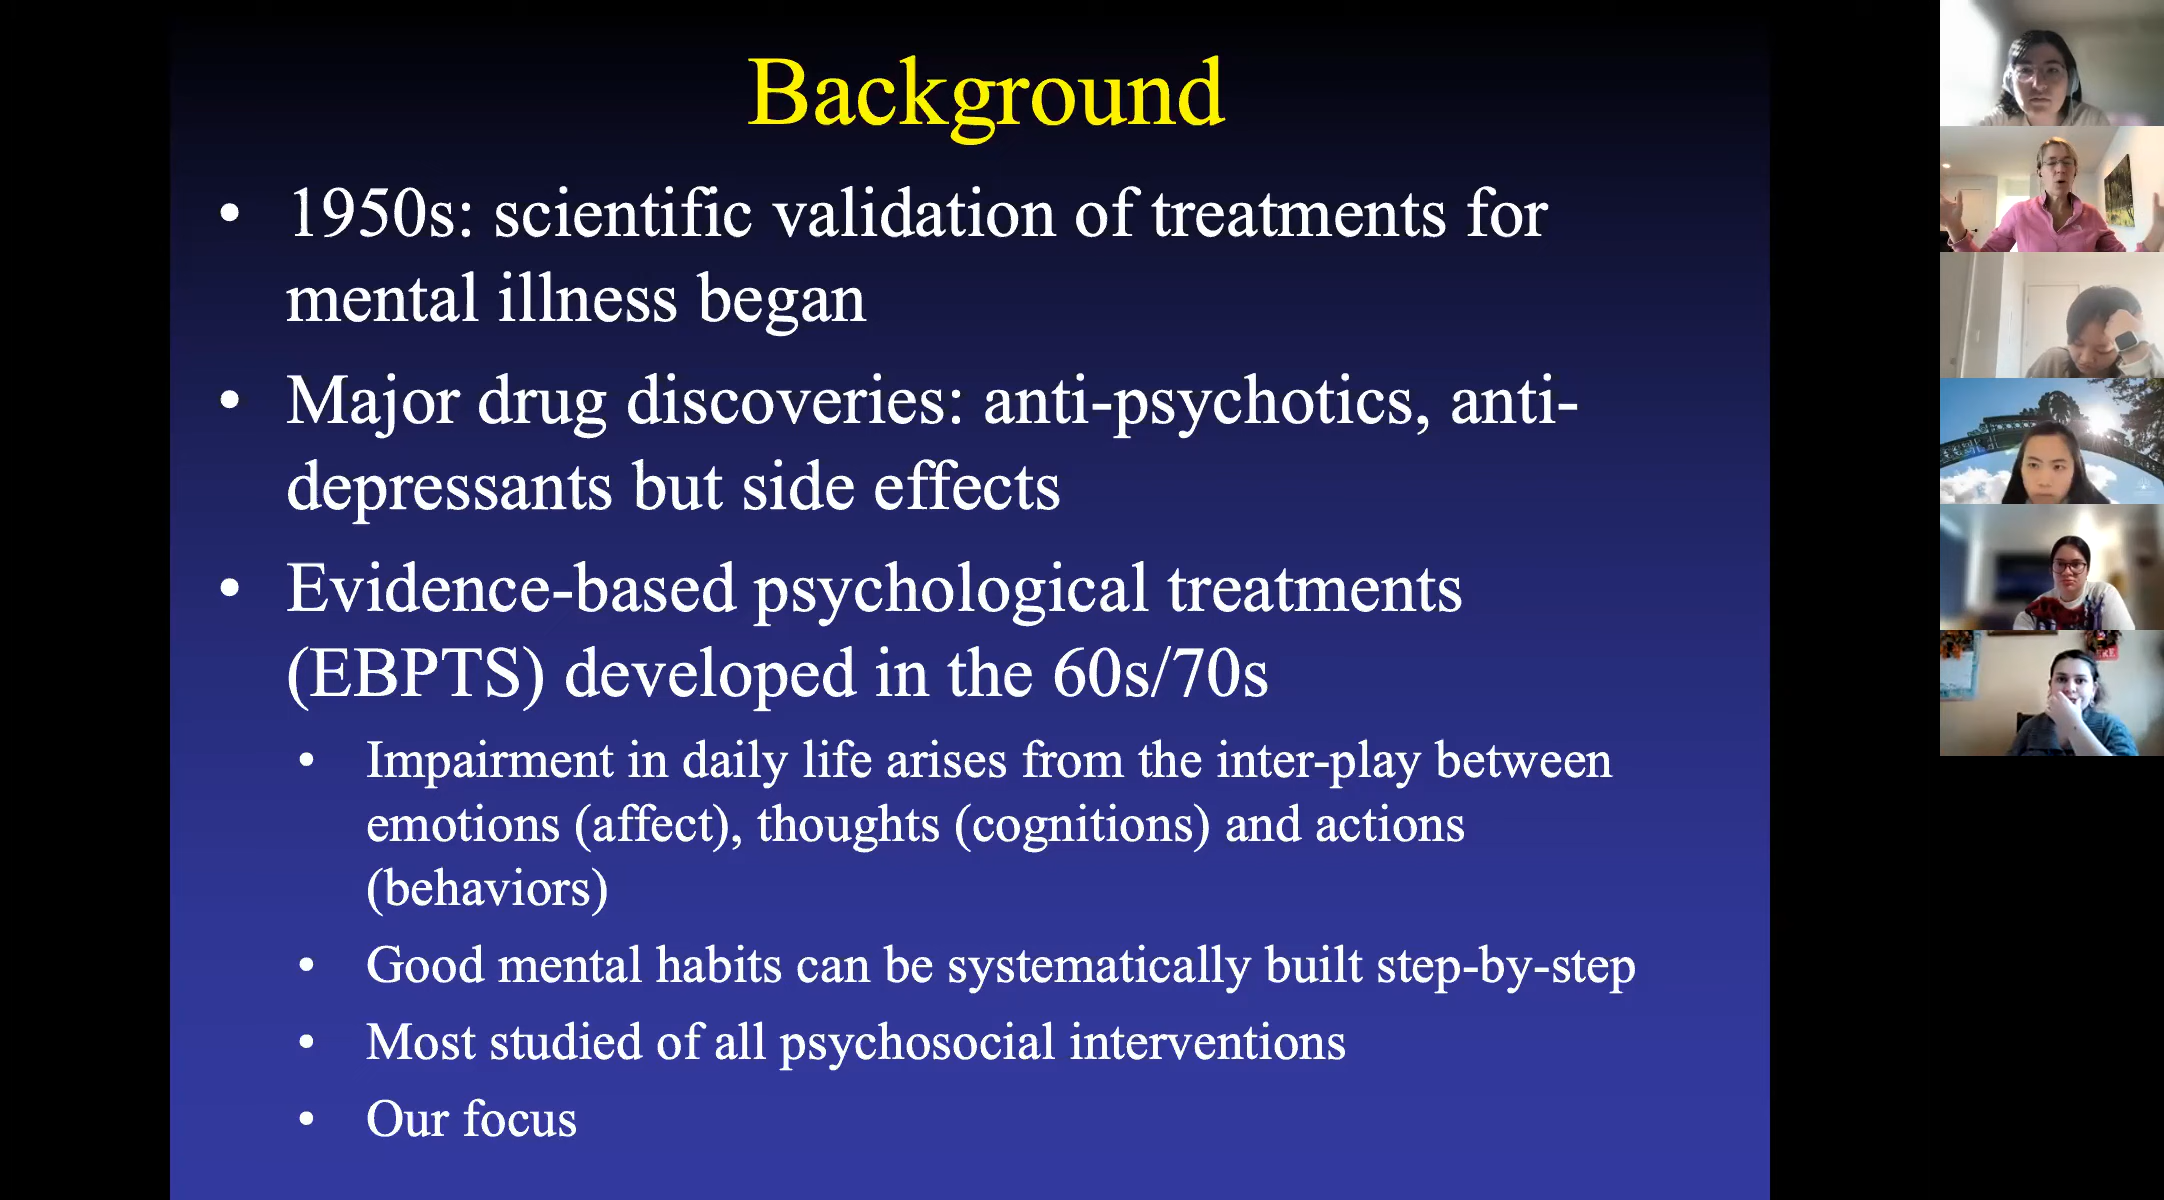 Background
• 1950s: scientific validation of treatments for
mental illness began
• Major drug discoveries: anti-psychotics, anti-
depressants but side effects
• Evidence-based psychological treatments
(EBPTS) developed in the 60s/70s
• Impairment in daily life arises from the inter-play between
emotions (affect), thoughts (cognitions) and actions
(behaviors)
• Good mental habits can be systematically built step-by-step
• Most studied of all psychosocial interventions
• Our focus